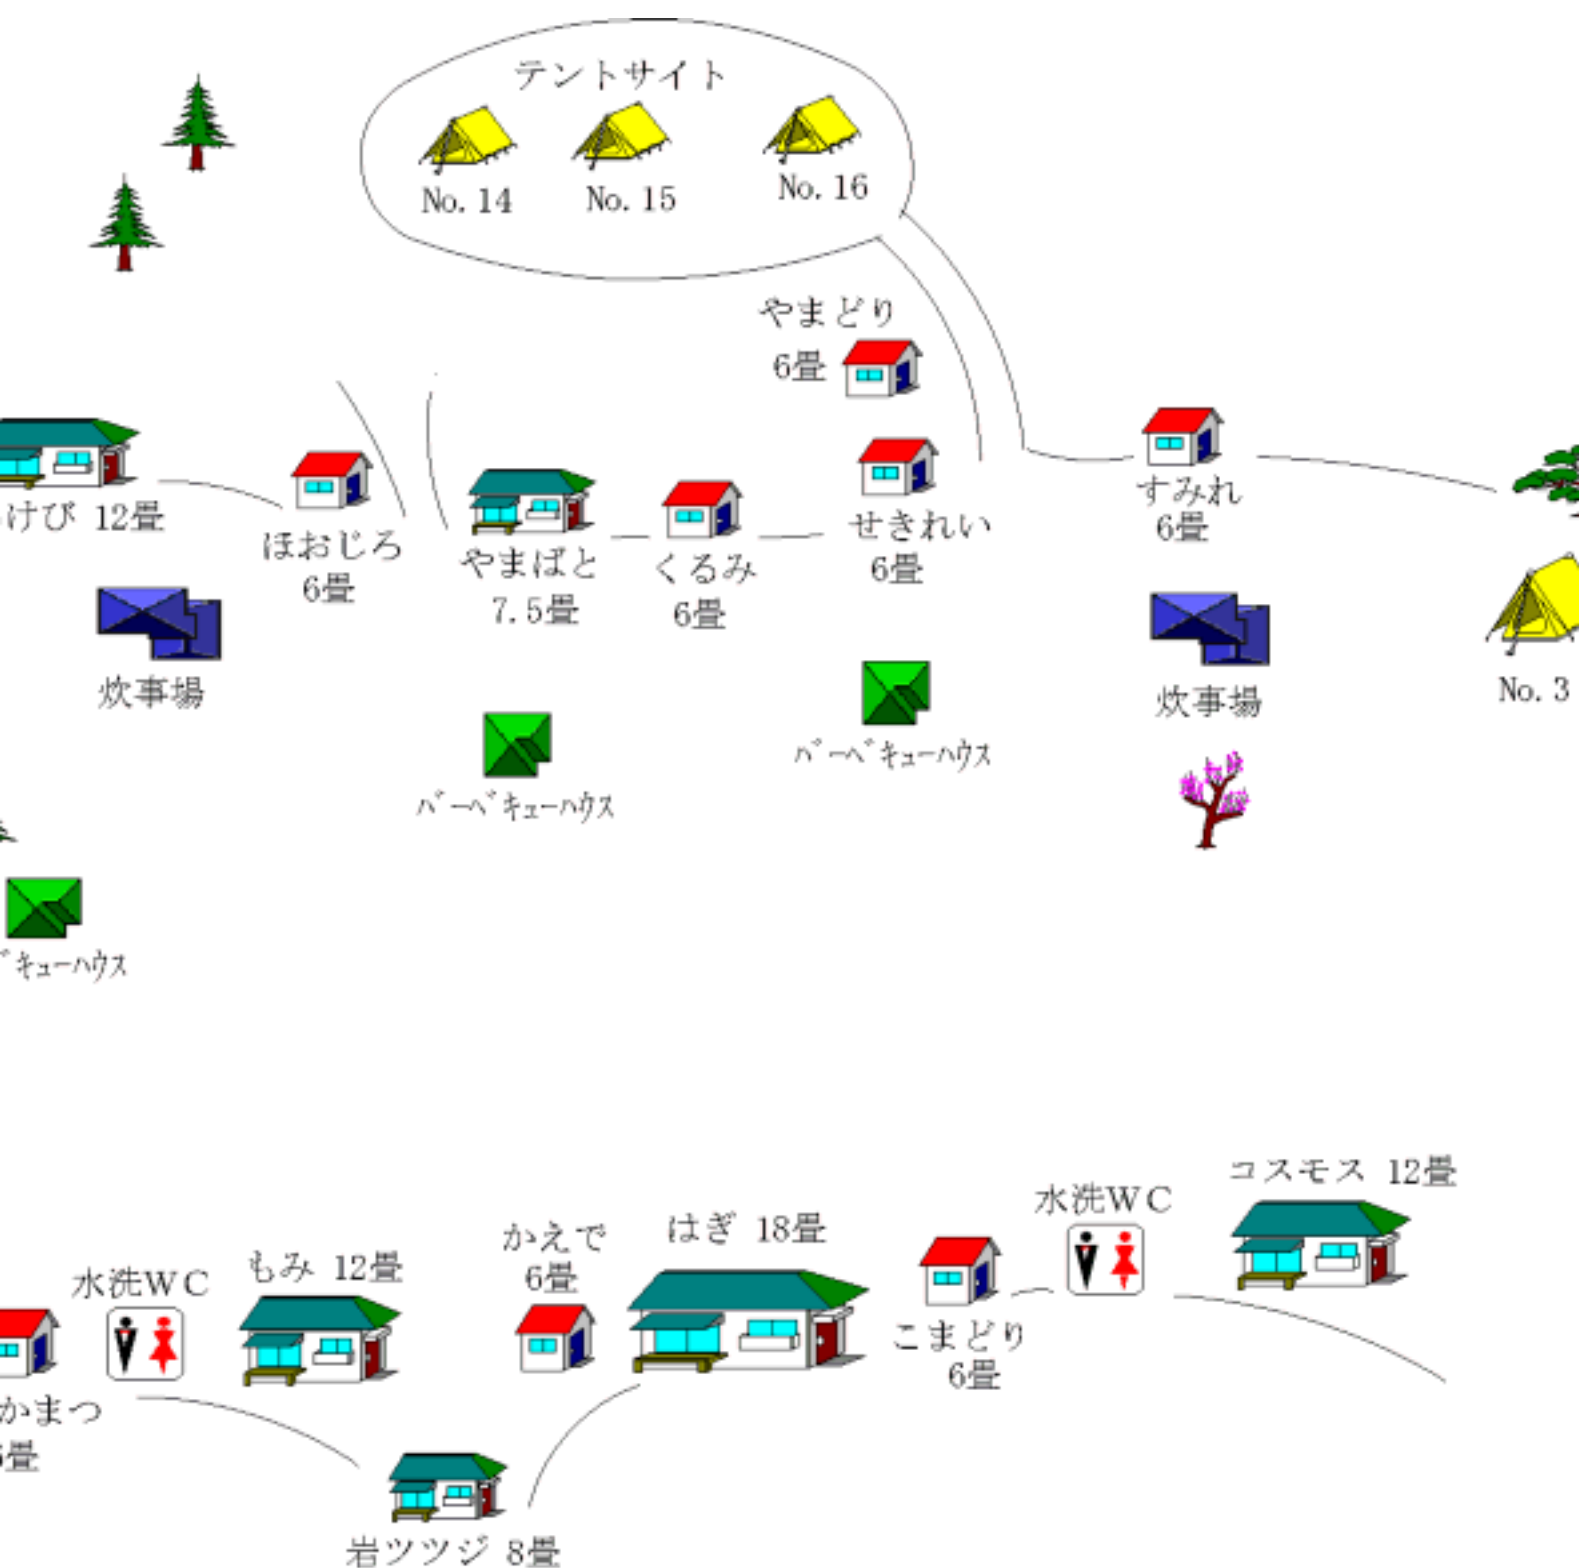 テントサイト
No. 14
No. 15
No. 16
やまどり
6畳
けび 12畳
ほおじろ
6畳
やまばと
7.5畳
くるみ
6畳
せきれい
6畳
すみれ
6畳
炊事場
炊事場
No. 3
バーベキューハウス
バーベキューハウス
キューハウス
水洗WC
もみ 12畳
かえで
6畳
はぎ 18畳
こまどり
6畳
水洗WC
コスモス 12畳
かまつ
畳
岩ツツジ 8畳